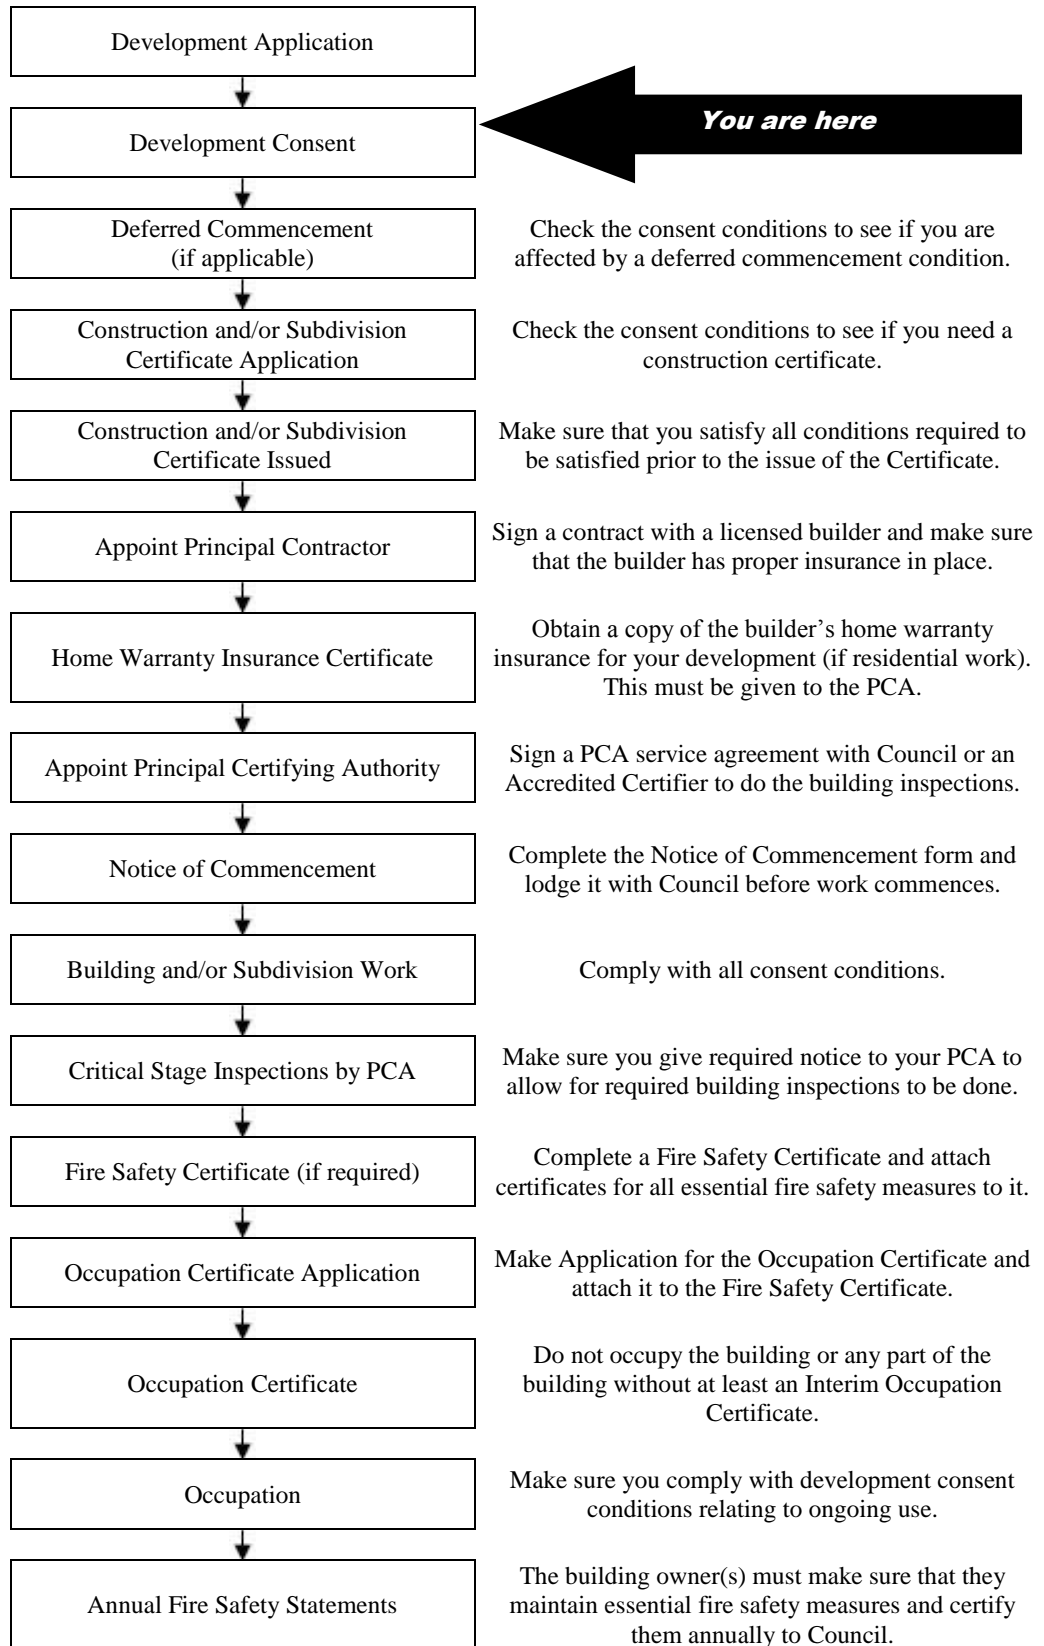 Development Application
Development Consent
You are here
Deferred Commencement
(if applicable)
Check the consent conditions to see if you are
affected by a deferred commencement condition.
Construction and/or Subdivision
Certificate Application
Check the consent conditions to see if you need a
construction certificate.
Construction and/or Subdivision
Certificate Issued
Make sure that you satisfy all conditions required to
be satisfied prior to the issue of the Certificate.
Appoint Principal Contractor
Sign a contract with a licensed builder and make sure
that the builder has proper insurance in place.
Home Warranty Insurance Certificate
Obtain a copy of the builder’s home warranty
insurance for your development (if residential work).
This must be given to the PCA.
Appoint Principal Certifying Authority
Sign a PCA service agreement with Council or an
Accredited Certifier to do the building inspections.
Notice of Commencement
Complete the Notice of Commencement form and
lodge it with Council before work commences.
Building and/or Subdivision Work
Comply with all consent conditions.
Critical Stage Inspections by PCA
Make sure you give required notice to your PCA to
allow for required building inspections to be done.
Fire Safety Certificate (if required)
Complete a Fire Safety Certificate and attach
certificates for all essential fire safety measures to it.
Occupation Certificate Application
Make Application for the Occupation Certificate and
attach it to the Fire Safety Certificate.
Occupation Certificate
Do not occupy the building or any part of the
building without at least an Interim Occupation
Certificate.
Occupation
Make sure you comply with development consent
conditions relating to ongoing use.
Annual Fire Safety Statements
The building owner(s) must make sure that they
maintain essential fire safety measures and certify
them annually to Council.